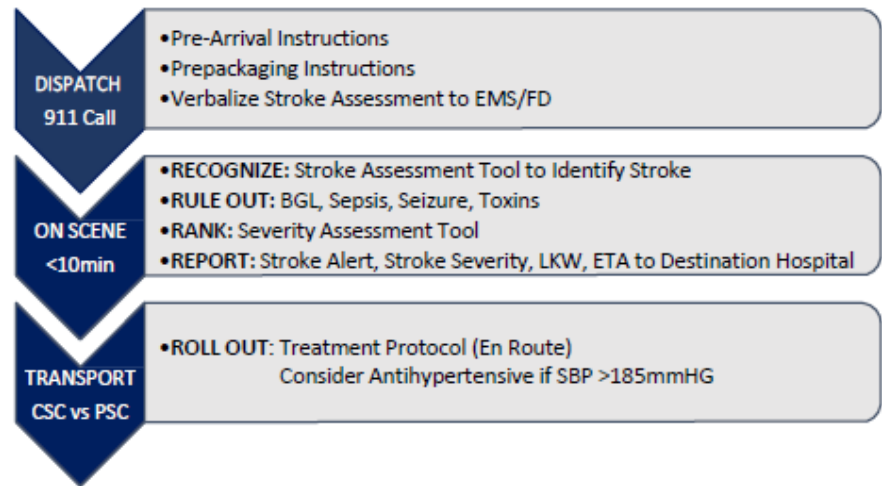 DISPATCH
911 Call
•Pre-Arrival Instructions
•Prepackaging Instructions
•Verbalize Stroke Assessment to EMS/FD
ON SCENE
<10min
•RECOGNIZE: Stroke Assessment Tool to Identify Stroke
•RULE OUT: BGL, Sepsis, Seizure, Toxins
•RANK: Severity Assessment Tool
•REPORT: Stroke Alert, Stroke Severity, LKW, ETA to Destination Hospital
TRANSPORT
CSC vs PSC
•ROLL OUT: Treatment Protocol (En Route)
Consider Antihypertensive if SBP >185mmHG